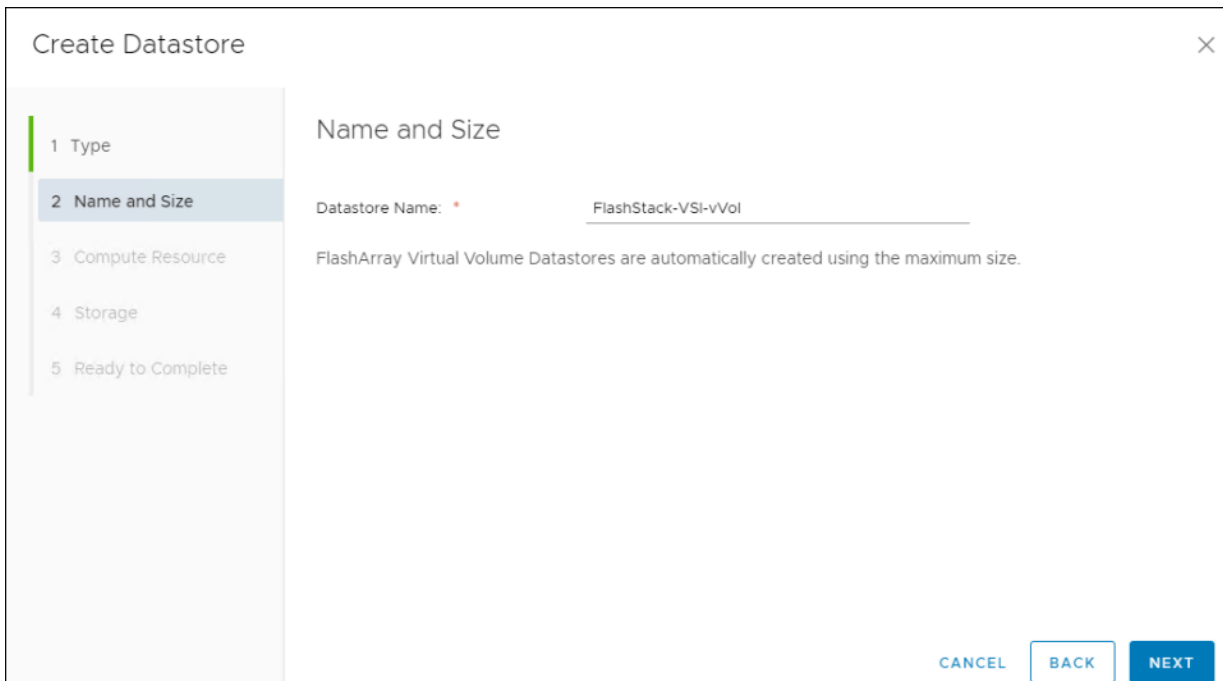 Create Datastore
1 Type
2 Name and Size
3 Compute Resource
4 Storage
5 Ready to Complete
Name and Size
Datastore Name: * FlashStack-VSI-vVol
FlashArray Virtual Volume Datastores are automatically created using the maximum size.
CANCEL BACK NEXT